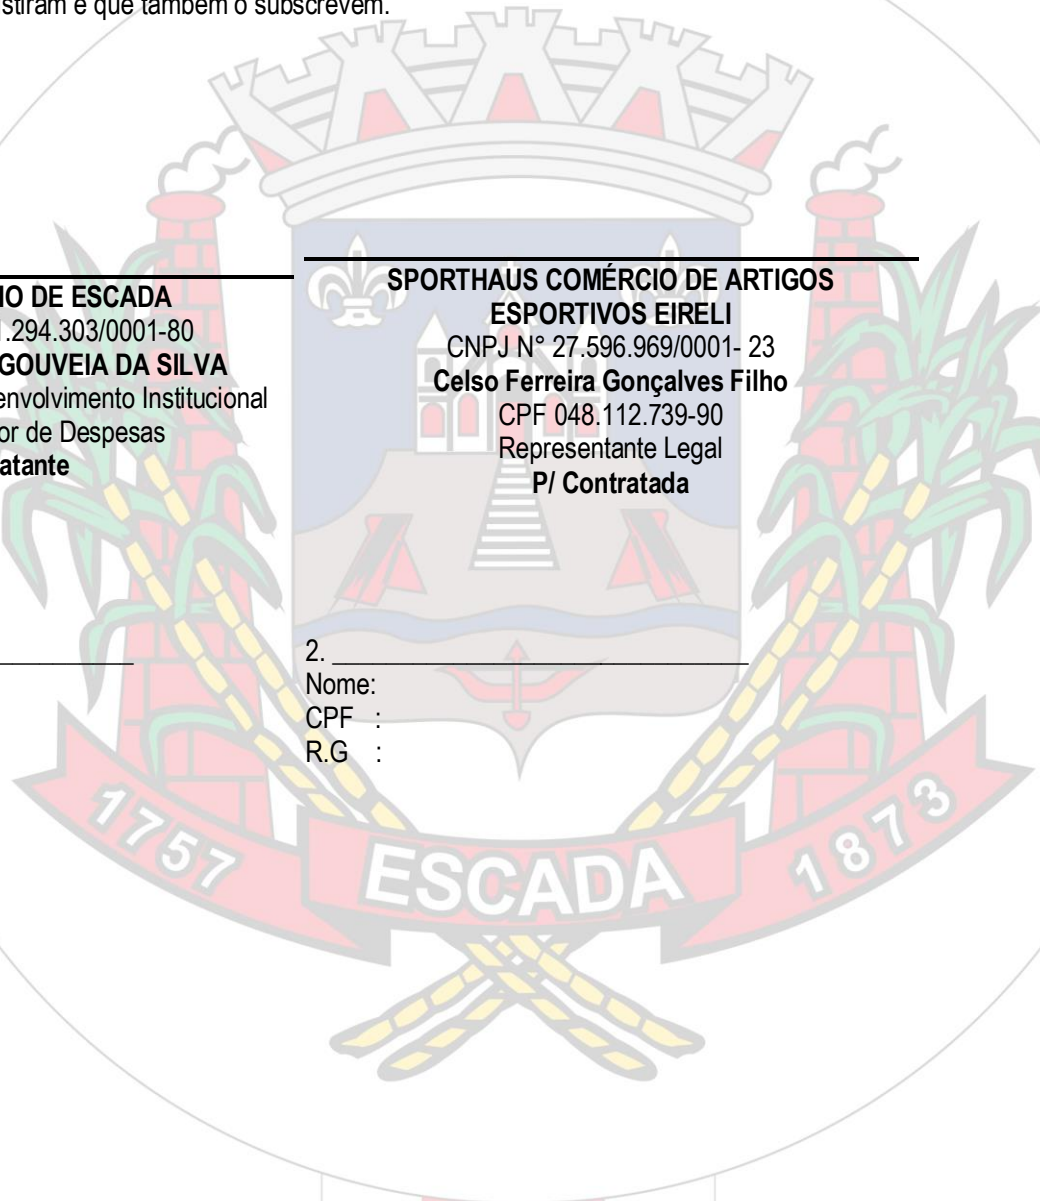 stiram e que também o subscrevem.
IO DE ESCADA
.294.303/0001-80
GOUVEIA DA SILVA
envolvimento Institucional
or de Despesas
atante
SPORTHAUS COMÉRCIO DE ARTIGOS
ESPORTIVOS EIRELI
CNPJ N° 27.596.969/0001- 23
Celso Ferreira Gonçalves Filho
CPF 048.112.739-90
Representante Legal
P/ Contratada
2. ________________________________
Nome:
CPF :
R.G :
1757
ESCADA
1873